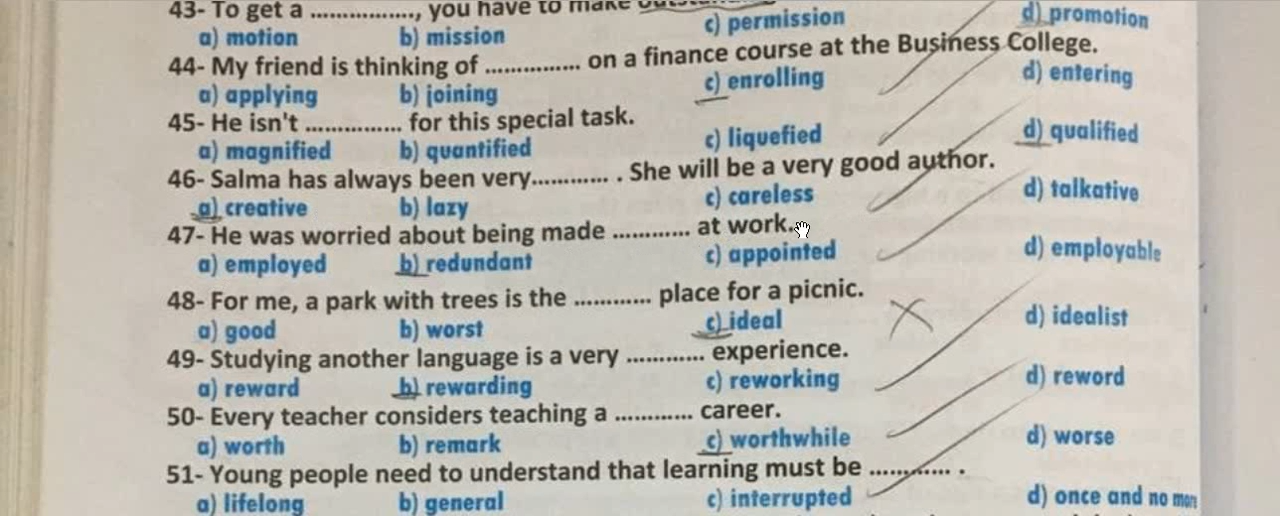 43- To get a ................, you have to make
a) motion b) mission c) permission d) promotion
44- My friend is thinking of ............... on a finance course at the Business College.
a) applying b) joining c) enrolling d) entering
45- He isn't ............... for this special task.
a) magnified b) quantified c) liquefied d) qualified
46- Salma has always been very............ . She will be a very good author.
a) creative b) lazy c) careless d) talkative
47- He was worried about being made ............ at work.
a) employed b) redundant c) appointed d) employable
48- For me, a park with trees is the ............ place for a picnic.
a) good b) worst c) ideal d) idealist
49- Studying another language is a very ............ experience.
a) reward b) rewarding c) reworking d) reword
50- Every teacher considers teaching a ............ career.
a) worth b) remark c) worthwhile d) worse
51- Young people need to understand that learning must be ............. .
a) lifelong b) general c) interrupted d) once and no more